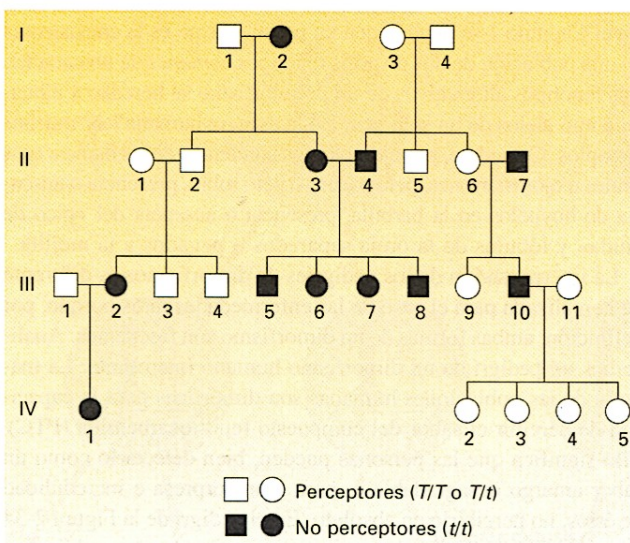 I
1 2 3 4
II
1 2 3 4 5 6 7
III
1 2 3 4 5 6 7 8 9 10 11
IV
1 2 3 4 5
Perceptores (T/T o T/t)
No perceptores (t/t)